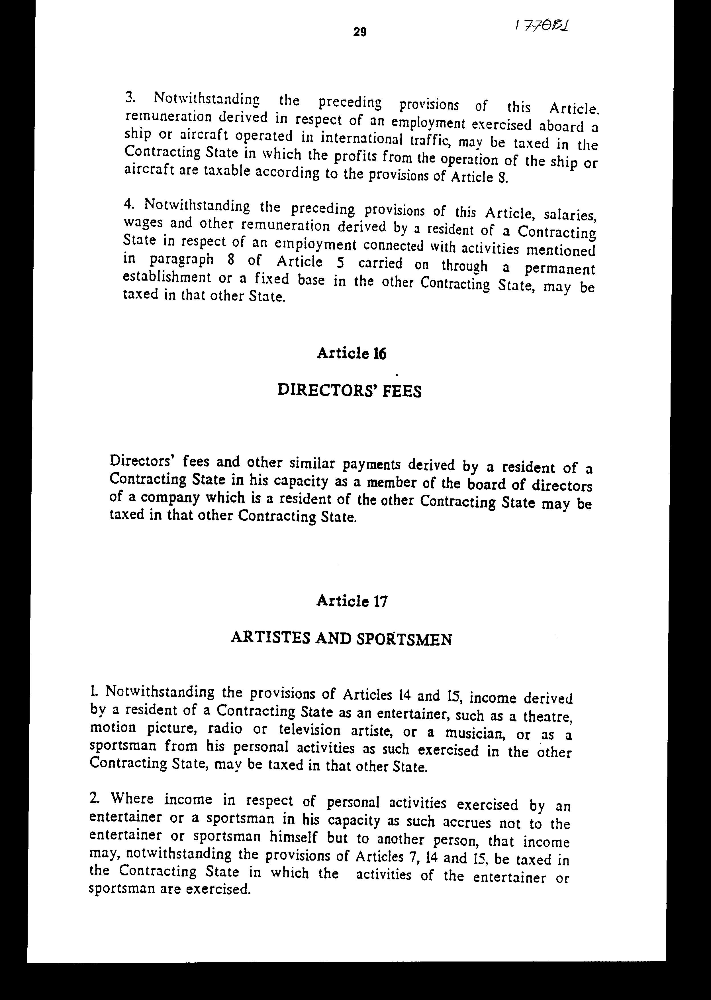 29
1770B1
3. Notwithstanding the preceding provisions of this Article.
remuneration derived in respect of an employment exercised aboard a
ship or aircraft operated in international traffic, may be taxed in the
Contracting State in which the profits from the operation of the ship or
aircraft are taxable according to the provisions of Article 8.
4. Notwithstanding the preceding provisions of this Article, salaries,
wages and other remuneration derived by a resident of a Contracting
State in respect of an employment connected with activities mentioned
in paragraph 8 of Article 5 carried on through a permanent
establishment or a fixed base in the other Contracting State, may be
taxed in that other State.
Article 16
DIRECTORS' FEES
Directors' fees and other similar payments derived by a resident of a
Contracting State in his capacity as a member of the board of directors
of a company which is a resident of the other Contracting State may be
taxed in that other Contracting State.
Article 17
ARTISTES AND SPORTSMEN
1. Notwithstanding the provisions of Articles 14 and 15, income derived
by a resident of a Contracting State as an entertainer, such as a theatre,
motion picture, radio or television artiste, or a musician, or as a
sportsman from his personal activities as such exercised in the other
Contracting State, may be taxed in that other State.
2. Where income in respect of personal activities exercised by an
entertainer or a sportsman in his capacity as such accrues not to the
entertainer or sportsman himself but to another person, that income
may, notwithstanding the provisions of Articles 7, 14 and 15, be taxed in
the Contracting State in which the activities of the entertainer or
sportsman are exercised.